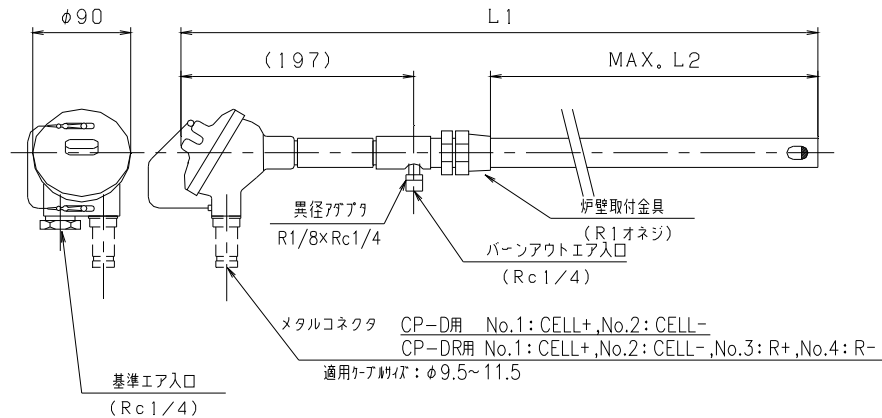 φ90
L1
(197)
MAX. L2
異径アダプタ
R1/8×Rc1/4
炉壁取付金具
(R1オネジ)
バーンアウトエア入口
(Rc1/4)
メタルコネクタ CP-D用 No.1:CELL+,No.2:CELL-
CP-DR用 No.1:CELL+,No.2:CELL-,No.3:R+,No.4:R-
適用ケーブルサイズ:φ9.5~11.5
基準エア入口
(Rc1/4)